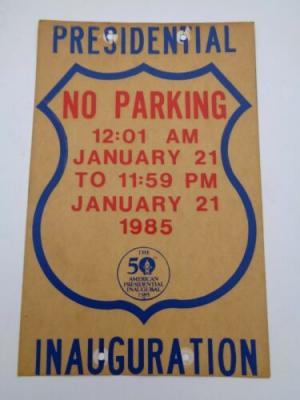 PRESIDENTIAL
NO PARKING
12:01 AM
JANUARY 21
TO 11:59 PM
JANUARY 21
1985
THE
50
AMERICAN
PRESIDENTIAL
INAUGURAL
1985
INAUGURATION